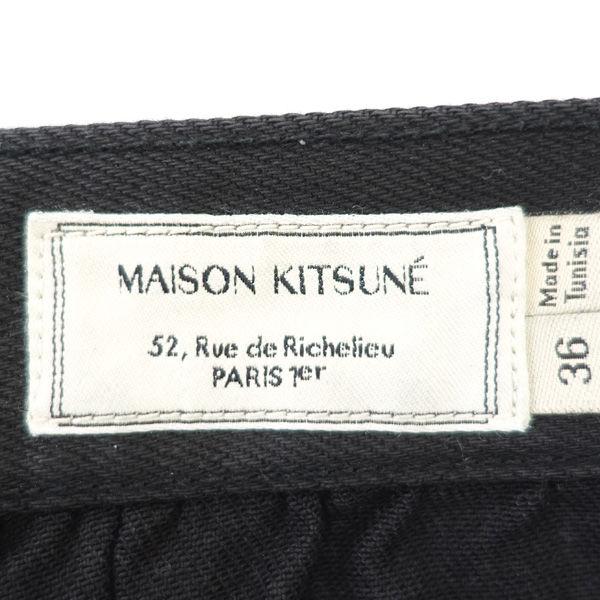 MAISON KITSUNÉ
52, Rue de Richelieu
PARIS 1er
Made in
Tunisia
36